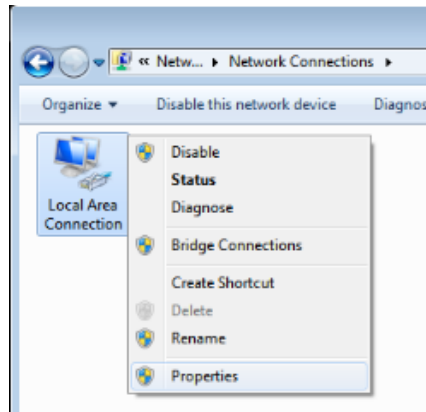 « Netw... ▸ Network Connections ▸
Organize ▾ Disable this network device Diagnos
Local Area
Connection
Disable
Status
Diagnose
Bridge Connections
Create Shortcut
Delete
Rename
Properties